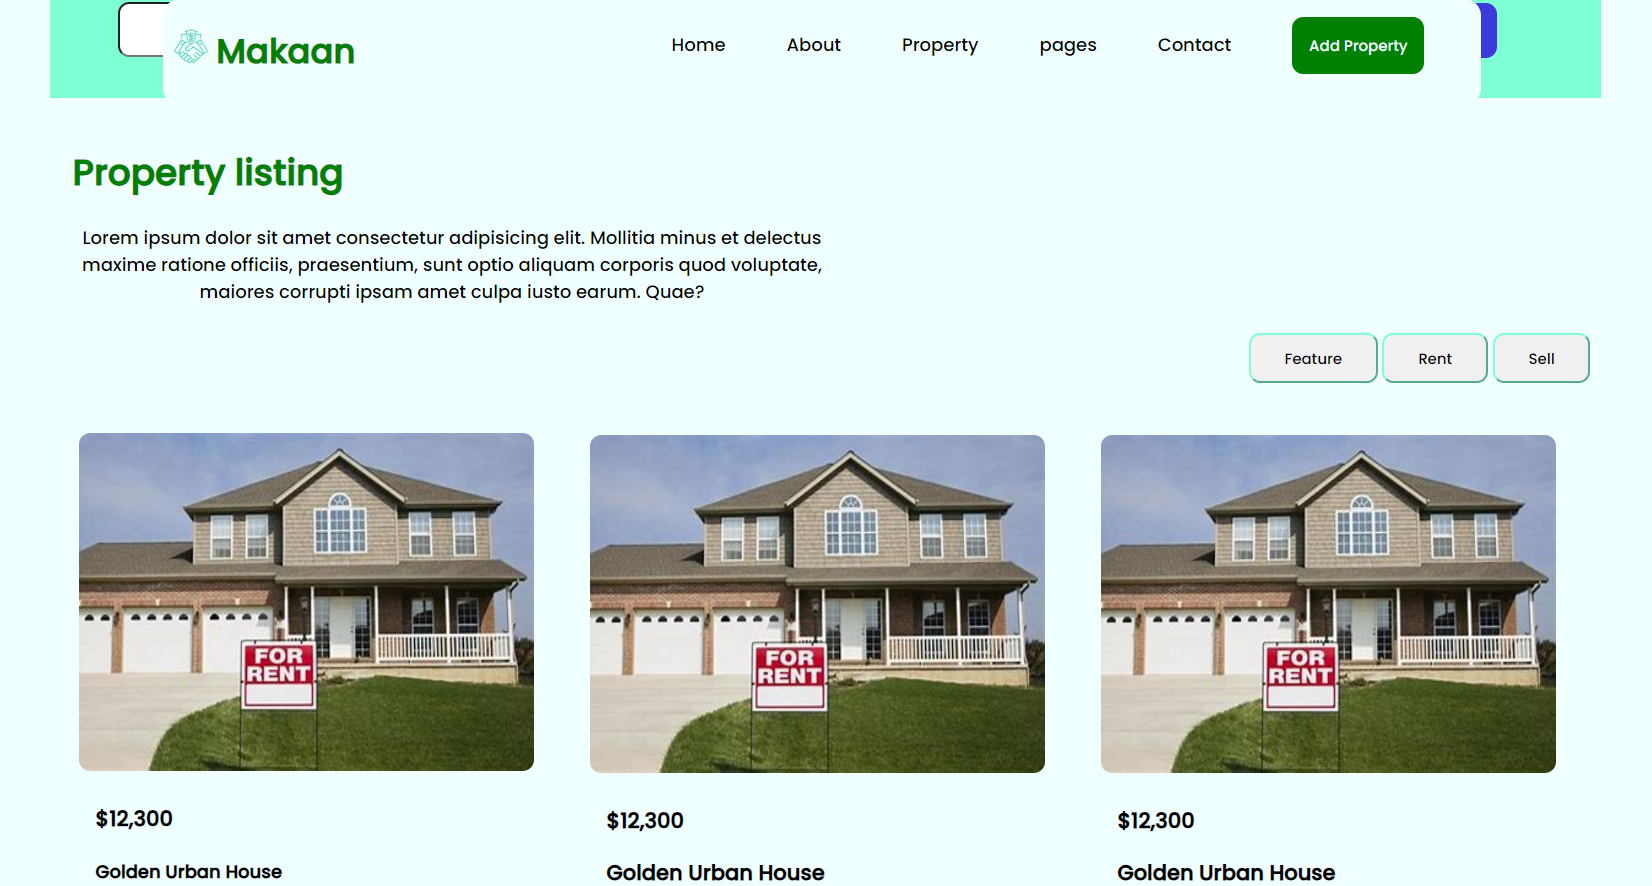 Makaan
Home
About
Property
pages
Contact
Add Property
Property listing
Lorem ipsum dolor sit amet consectetur adipisicing elit. Mollitia minus et delectus
maxime ratione officiis, praesentium, sunt optio aliquam corporis quod voluptate,
maiores corrupti ipsam amet culpa iusto earum. Quae?
Feature
Rent
Sell
FOR
RENT
FOR
RENT
FOR
RENT
$12,300
$12,300
$12,300
Golden Urban House
Golden Urban House
Golden Urban House